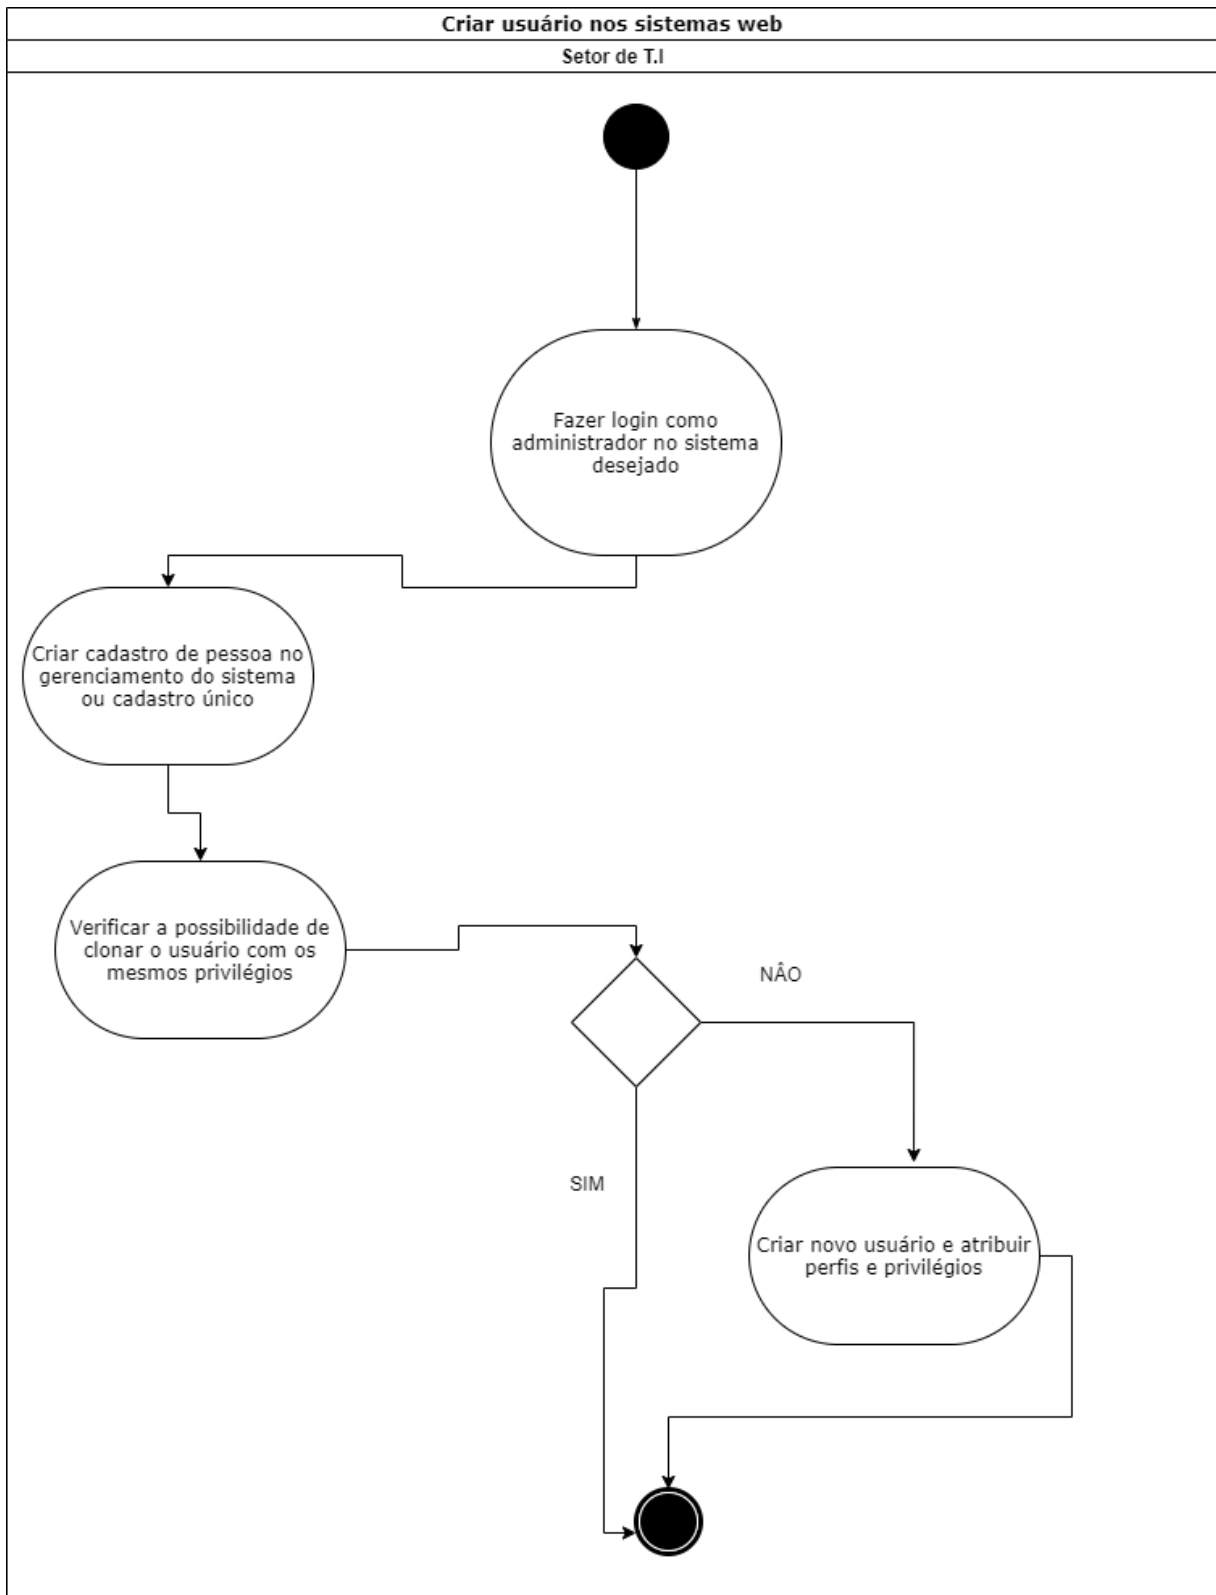 Criar usuário nos sistemas web
Setor de T.I
Fazer login como
administrador no sistema
desejado
Criar cadastro de pessoa no
gerenciamento do sistema
ou cadastro único
Verificar a possibilidade de
clonar o usuário com os
mesmos privilégios
NÂO
SIM
Criar novo usuário e atribuir
perfis e privilégios